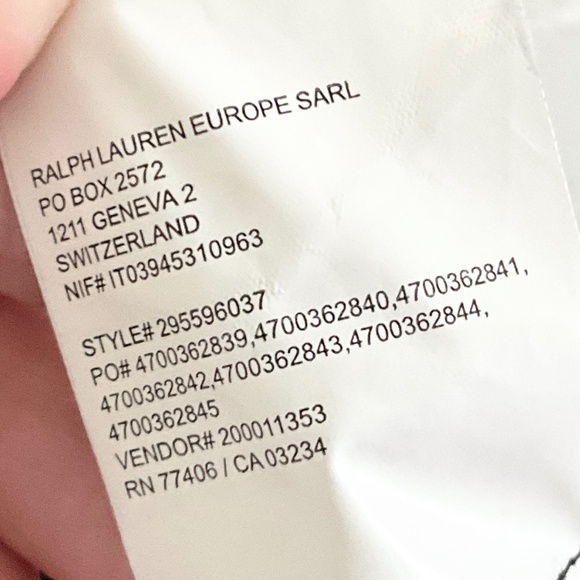 RALPH LAUREN EUROPE SARL
PO BOX 2572
1211 GENEVA 2
SWITZERLAND
NIF# IT03945310963
STYLE# 295596037
PO# 4700362839,4700362840,4700362841,
4700362842,4700362843,4700362844,
4700362845
VENDOR# 200011353
RN 77406 / CA 03234